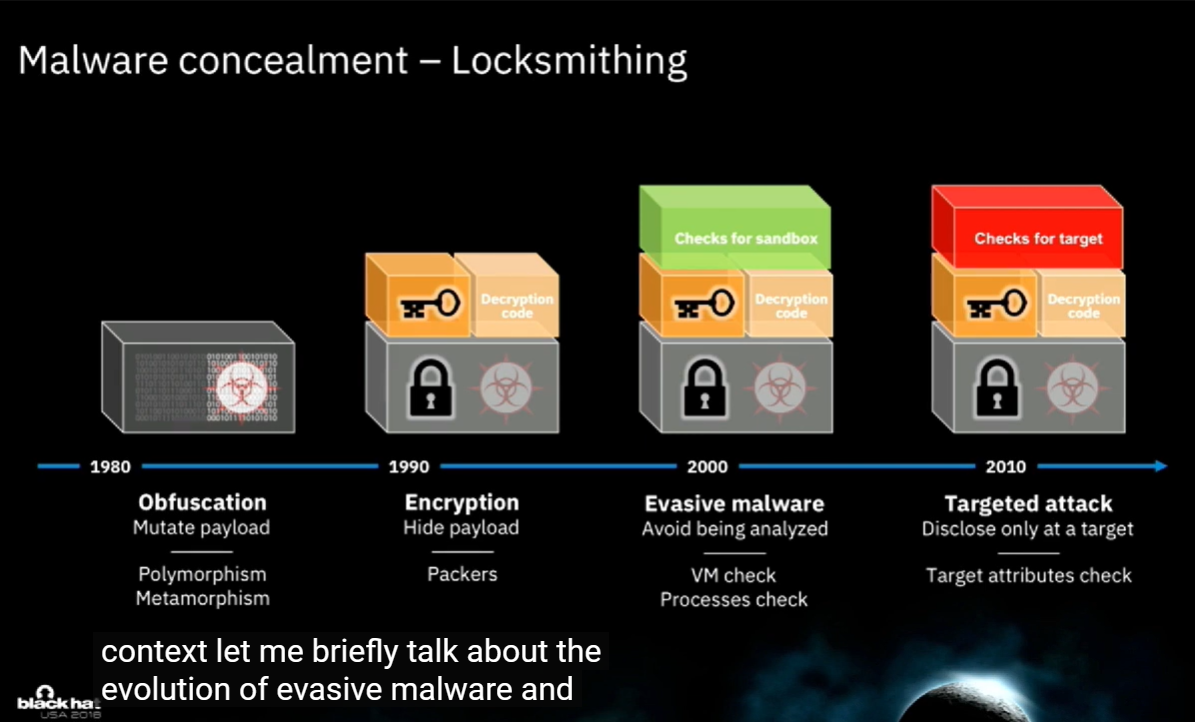 Malware concealment – Locksmithing
Checks for sandbox
Checks for target
Decryption
code
Decryption
code
Decryption
code
1980
1990
2000
2010
Obfuscation
Mutate payload
Polymorphism
Metamorphism
Encryption
Hide payload
Packers
Evasive malware
Avoid being analyzed
VM check
Processes check
Targeted attack
Disclose only at a target
Target attributes check
context let me briefly talk about the
evolution of evasive malware and
black hat
USA 2018